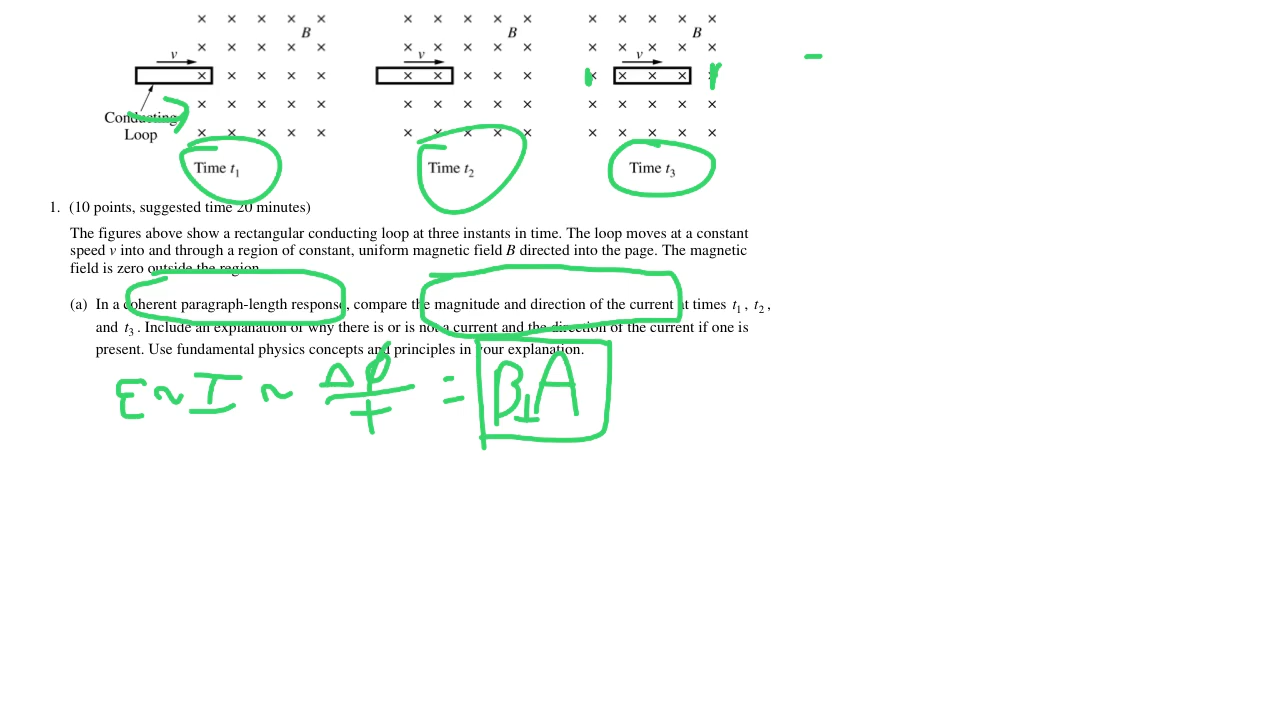 × × × × × × × × × × × × × × ×
B B B
× × × × × × × × × × × × × × ×
v v v
× × × × × × × × × × × × × × ×
× × × × × × × × × × × × × × ×
Conducting
Loop
× × × × × × × × × × × × × × ×
Time t₁ Time t₂ Time t₃
1. (10 points, suggested time 20 minutes)
The figures above show a rectangular conducting loop at three instants in time. The loop moves at a constant
speed v into and through a region of constant, uniform magnetic field B directed into the page. The magnetic
field is zero outside the region.
(a) In a coherent paragraph-length response, compare the magnitude and direction of the current at times t₁, t₂,
and t₃. Include an explanation of why there is or is not a current and the direction of the current if one is
present. Use fundamental physics concepts and principles in your explanation.
E ~ I ~ Δφ/t = B⊥A